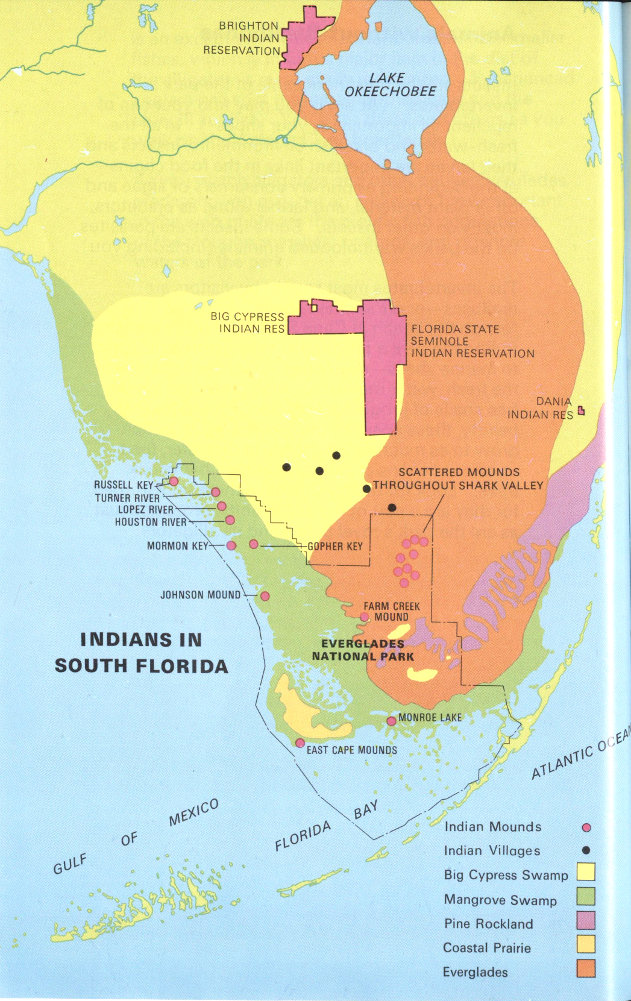 BRIGHTON
INDIAN
RESERVATION
LAKE
OKEECHOBEE
BIG CYPRESS
INDIAN RES
FLORIDA STATE
SEMINOLE
INDIAN RESERVATION
DANIA
INDIAN RES
SCATTERED MOUNDS
THROUGHOUT SHARK VALLEY
RUSSELL KEY
TURNER RIVER
LOPEZ RIVER
HOUSTON RIVER
MORMON KEY
GOPHER KEY
JOHNSON MOUND
FARM CREEK
MOUND
INDIANS IN
SOUTH FLORIDA
EVERGLADES
NATIONAL PARK
MONROE LAKE
EAST CAPE MOUNDS
ATLANTIC OCEAN
GULF OF MEXICO
FLORIDA BAY
Indian Mounds
Indian Villages
Big Cypress Swamp
Mangrove Swamp
Pine Rockland
Coastal Prairie
Everglades